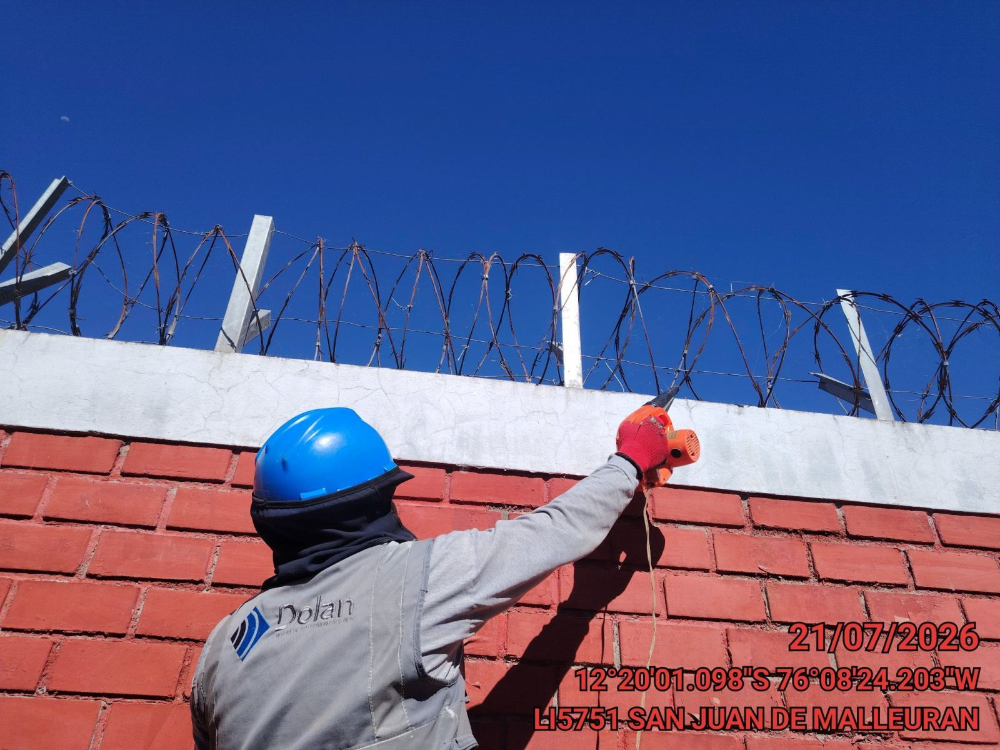 Dolan
21/07/2026
12°20'01.098"S 76°08'24.203"W
LI5751 SAN JUAN DE MALLEURAN